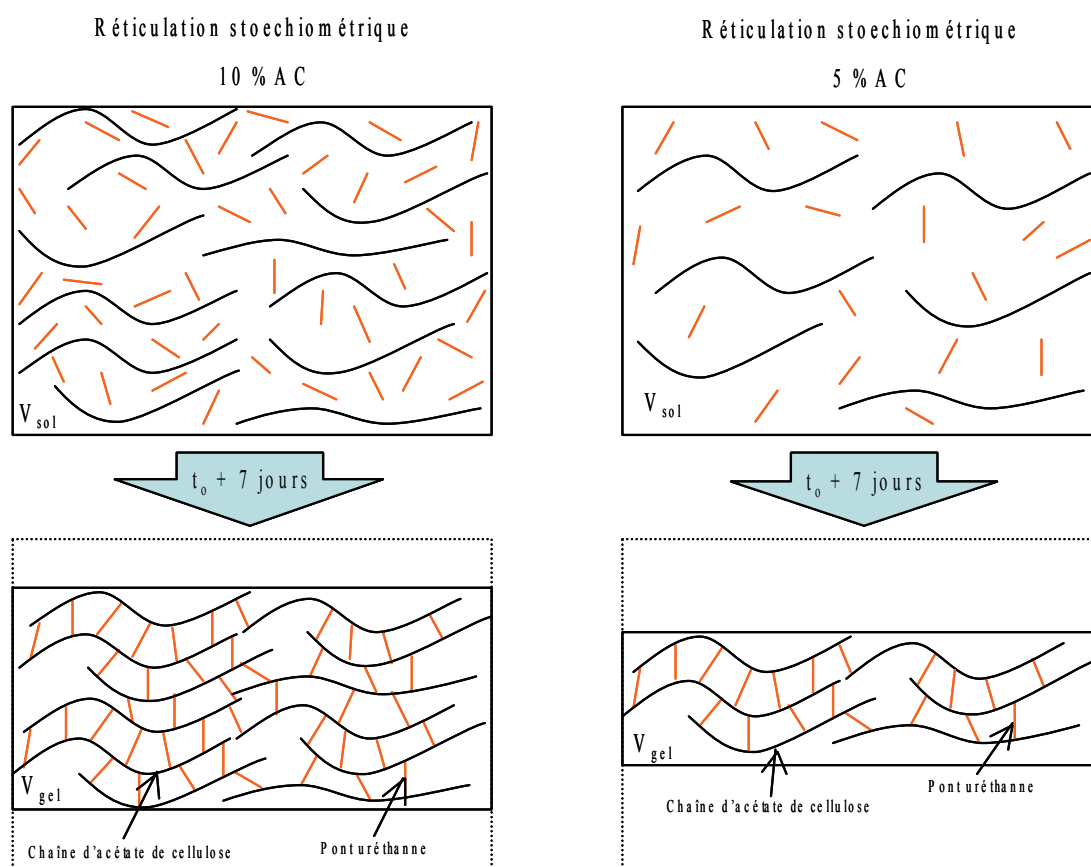 Réticulation stoechiométrique
10 % AC
V sol
t o + 7 jours
V gel
Chaîne d'acétate de cellulose
Pont uréthanne
Réticulation stoechiométrique
5 % AC
V sol
t o + 7 jours
V gel
Chaîne d'acétate de cellulose
Pont uréthanne